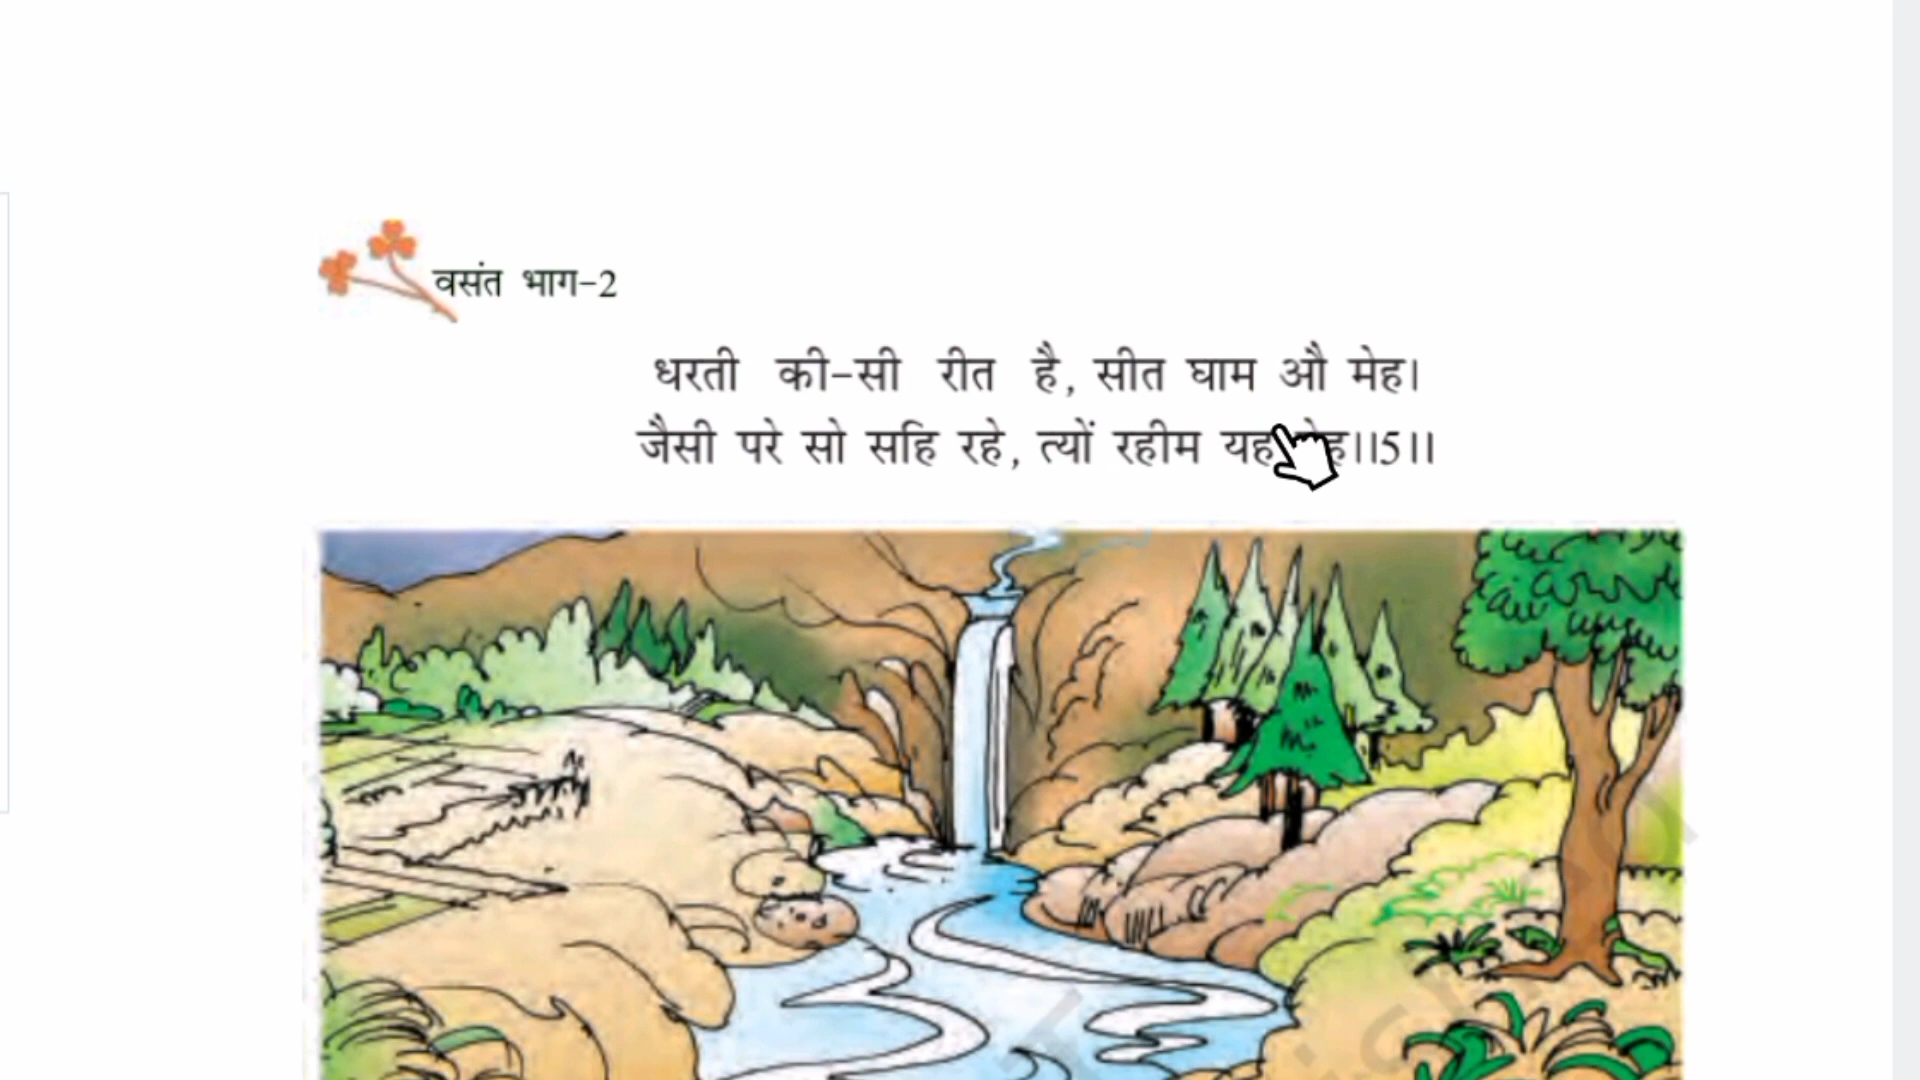 वसंत भाग-2
धरती की-सी रीत है, सीत घाम औ मेह।
जैसी परे सो सहि रहे, त्यों रहीम यह ।।5।।